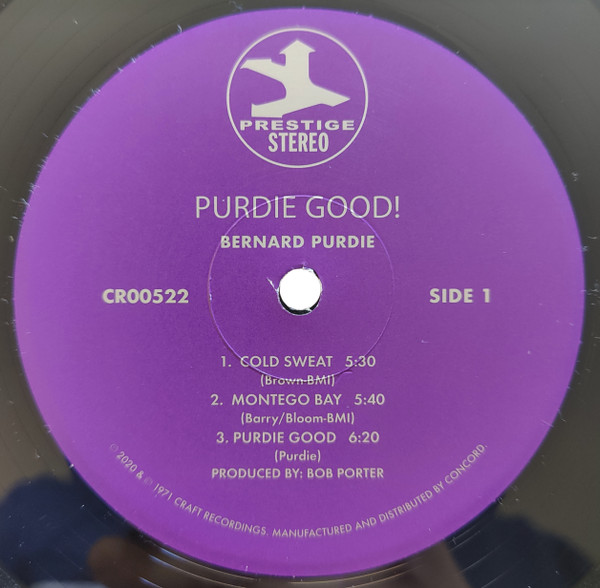 PRESTIGE
STEREO
PURDIE GOOD!
BERNARD PURDIE
CR00522
SIDE 1
1. COLD SWEAT 5:30
(Brown-BMI)
2. MONTEGO BAY 5:40
(Barry/Bloom-BMI)
3. PURDIE GOOD 6:20
(Purdie)
PRODUCED BY: BOB PORTER
© 2020 & ℗ 1971 CRAFT RECORDINGS. MANUFACTURED AND DISTRIBUTED BY CONCORD.